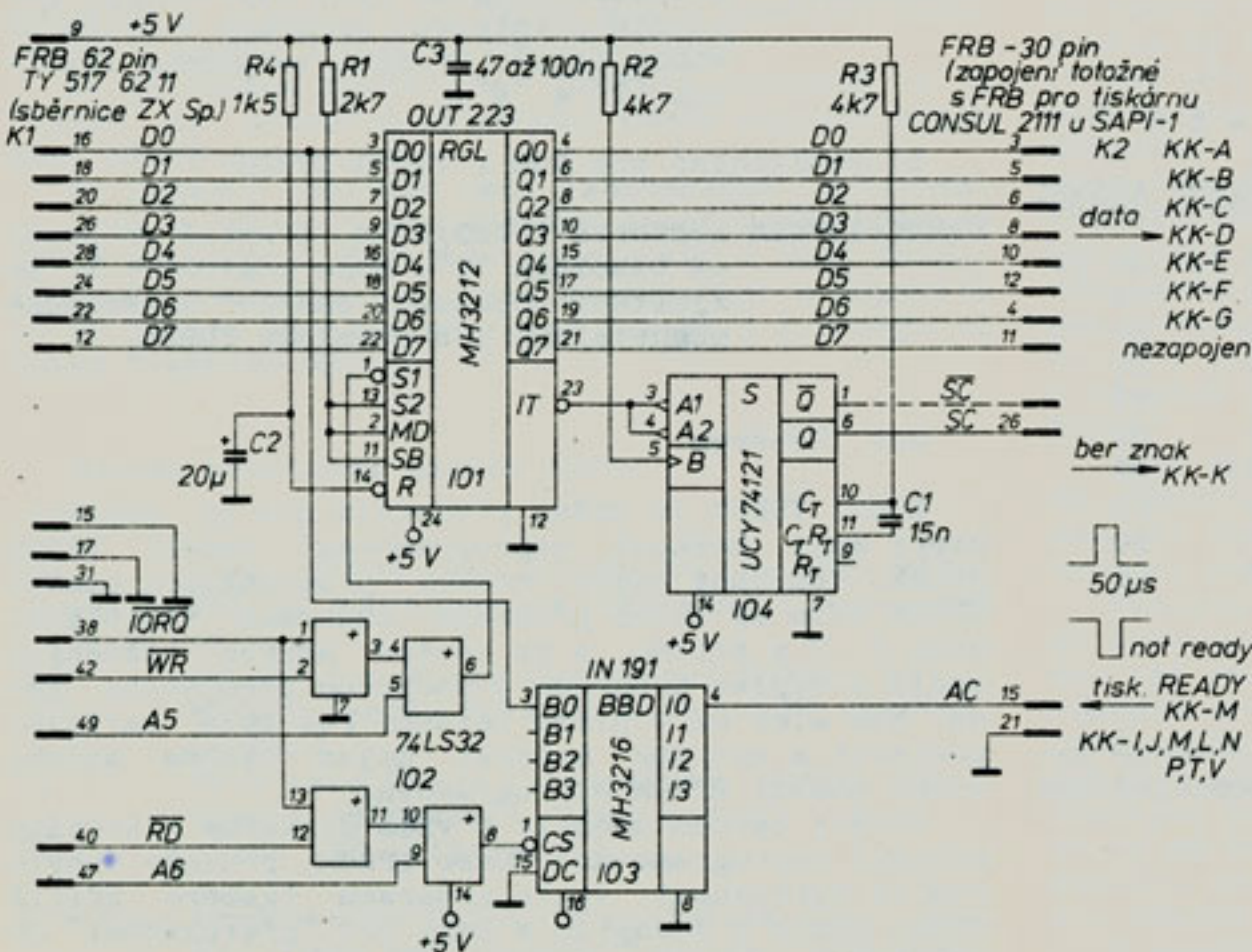 9 +5 V
FRB 62 pin
TY 517 62 11
(sběrnice ZX Sp.)
K1
R4
1k5
R1
2k7
C3
47 až 100n
R2
4k7
R3
4k7
FRB - 30 pin
(zapojení totožné
s FRB pro tiskárnu
CONSUL 2111 u SAPI-1
OUT 223
16 D0 3 D0 RGL Q0 4 D0 3 K2 KK-A
18 D1 5 D1 Q1 6 D1 5 KK-B
20 D2 7 D2 Q2 8 D2 6 KK-C
26 D3 9 D3 Q3 10 D3 8 data KK-D
28 D4 16 D4 Q4 15 D4 10 KK-E
24 D5 18 D5 Q5 17 D5 12 KK-F
22 D6 20 D6 Q6 19 D6 4 KK-G
12 D7 22 D7 Q7 21 D7 11 nezapojen
MH3212
1 S1
13 S2
2 MD
11 SB
14 R
IT 23
IO1
24
+5 V
12
+ C2
20µ
3 A1 S Q 1 SC
4 A2 Q 6 SC 26
5 B
UCY74121
CT 10
CT RT 11
RT 9
C1
15n
14
+5 V
IO4
7
ber znak
KK-K
50 µs
not ready
15
17
31
38 IORQ 1
42 WR 2
+ 3 4
7
+ 6
49 A5 5
74LS32
IO2
13
40 RD 12
+ 11 10
47 A6 9
+ 8
14
+5 V
IN 191
3 B0 BBD I0 4 AC 15
B1 I1
B2 I2
B3 I3
MH3216
1 CS
15 DC
IO3
16
8
tisk. READY
KK-M
21
KK-I,J,M,L,N
P,T,V